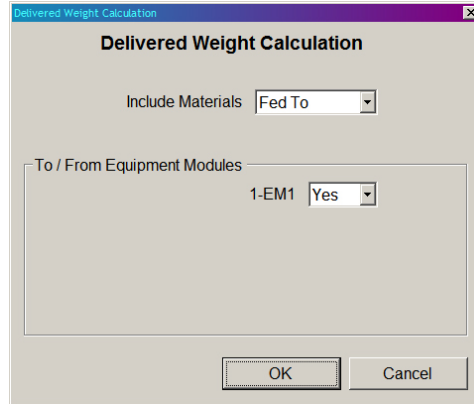 Delivered Weight Calculation
Delivered Weight Calculation
Include Materials Fed To
To / From Equipment Modules
1-EM1 Yes
OK Cancel